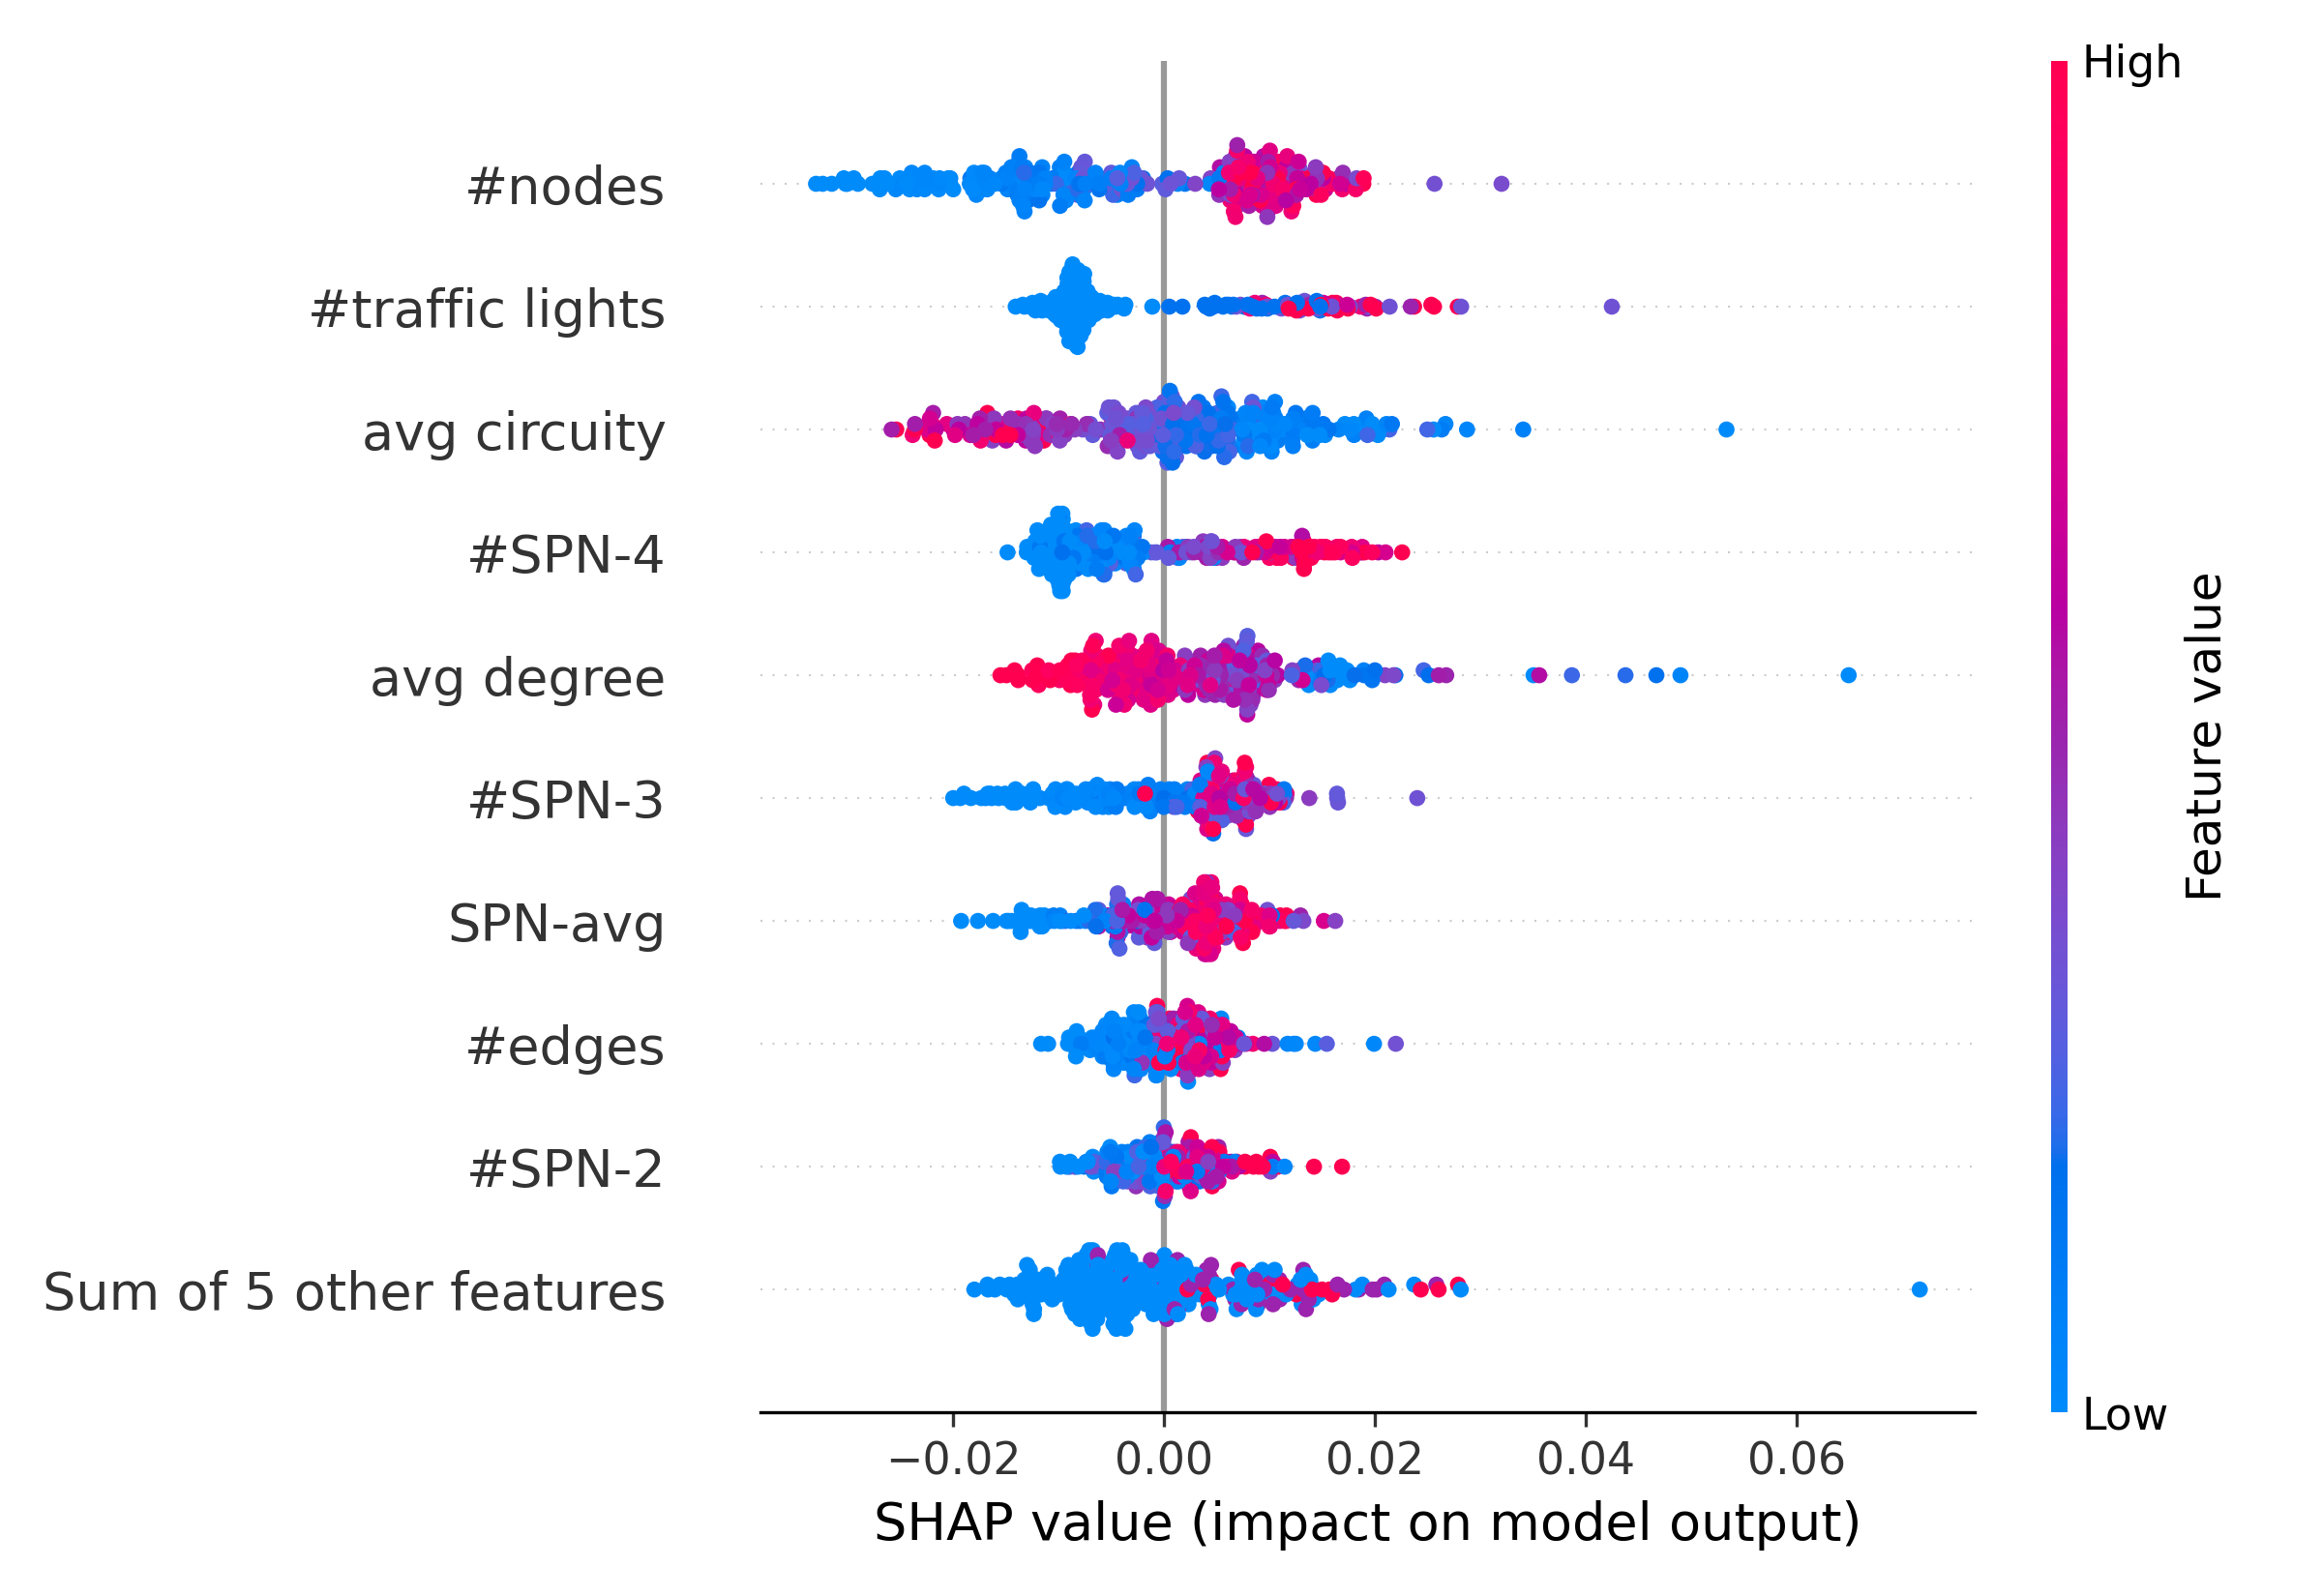 High
#nodes
#traffic lights
avg circuity
#SPN-4
avg degree
#SPN-3
SPN-avg
#edges
#SPN-2
Sum of 5 other features
Feature value
Low
−0.02 0.00 0.02 0.04 0.06
SHAP value (impact on model output)